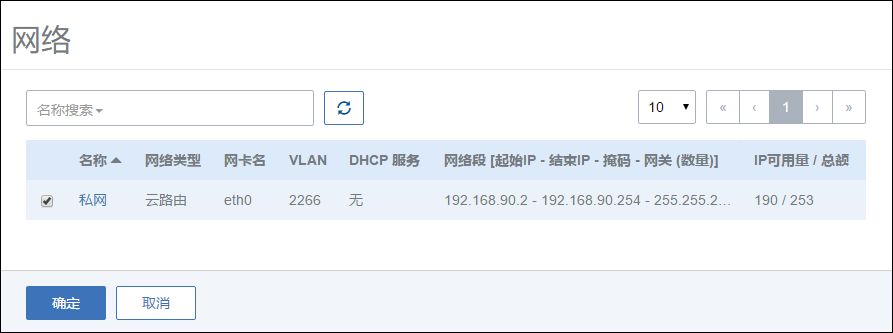 网络
名称搜索
10 « ‹ 1 › »
名称 网络类型 网卡名 VLAN DHCP 服务 网络段 [起始IP - 结束IP - 掩码 - 网关 (数量)] IP可用量 / 总额
私网 云路由 eth0 2266 无 192.168.90.2 - 192.168.90.254 - 255.255.2... 190 / 253
确定 取消